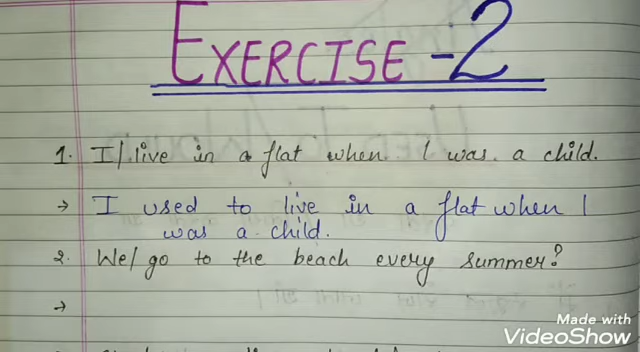 EXERCISE-2
1. I/live in a flat when I was a child.
→ I used to live in a flat when I
was a child.
2. We/go to the beach every summer?
→
Made with
VideoShow